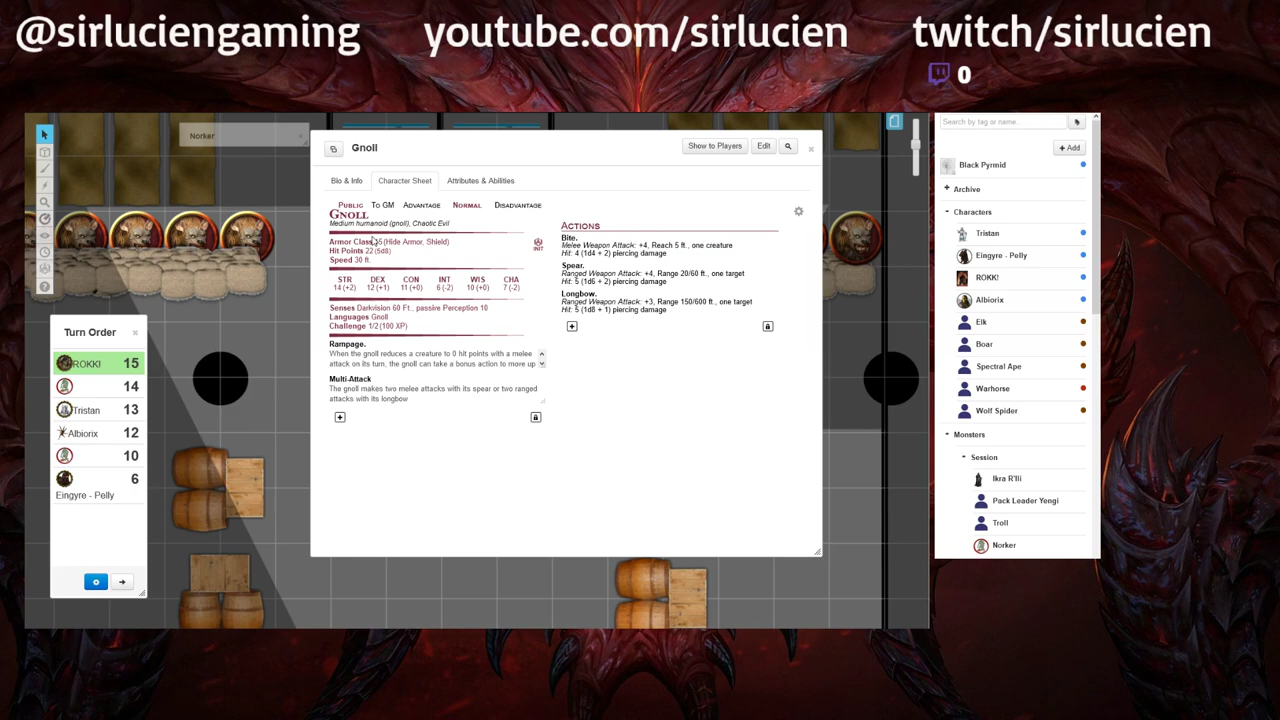 @sirluciengaming youtube.com/sirlucien twitch/sirlucien
0
Norker
Gnoll
Show to Players Edit
Bio & Info Character Sheet Attributes & Abilities
PUBLIC TO GM ADVANTAGE NORMAL DISADVANTAGE
GNOLL
Medium humanoid (gnoll), Chaotic Evil
Armor Class 5 (Hide Armor, Shield)
INIT
Hit Points 22 (5d8)
Speed 30 ft.
STR DEX CON INT WIS CHA
14 (+2) 12 (+1) 11 (+0) 6 (-2) 10 (+0) 7 (-2)
Senses Darkvision 60 Ft., passive Perception 10
Languages Gnoll
Challenge 1/2 (100 XP)
Rampage.
When the gnoll reduces a creature to 0 hit points with a melee
attack on its turn, the gnoll can take a bonus action to more up
Multi-Attack
The gnoll makes two melee attacks with its spear or two ranged
attacks with its longbow
ACTIONS
Bite.
Melee Weapon Attack: +4, Reach 5 ft., one creature
Hit: 4 (1d4 + 2) piercing damage
Spear.
Ranged Weapon Attack: +4, Range 20/60 ft., one target
Hit: 5 (1d6 + 2) piercing damage
Longbow.
Ranged Weapon Attack: +3, Range 150/600 ft., one target
Hit: 5 (1d8 + 1) piercing damage
Turn Order
ROKK! 15
14
Tristan 13
Albiorix 12
10
6
Eingyre - Pelly
Search by tag or name..
+ Add
Black Pyrmid
Archive
Characters
Tristan
Eingyre - Pelly
ROKK!
Albiorix
Elk
Boar
Spectral Ape
Warhorse
Wolf Spider
Monsters
Session
Ikra R'lli
Pack Leader Yengi
Troll
Norker